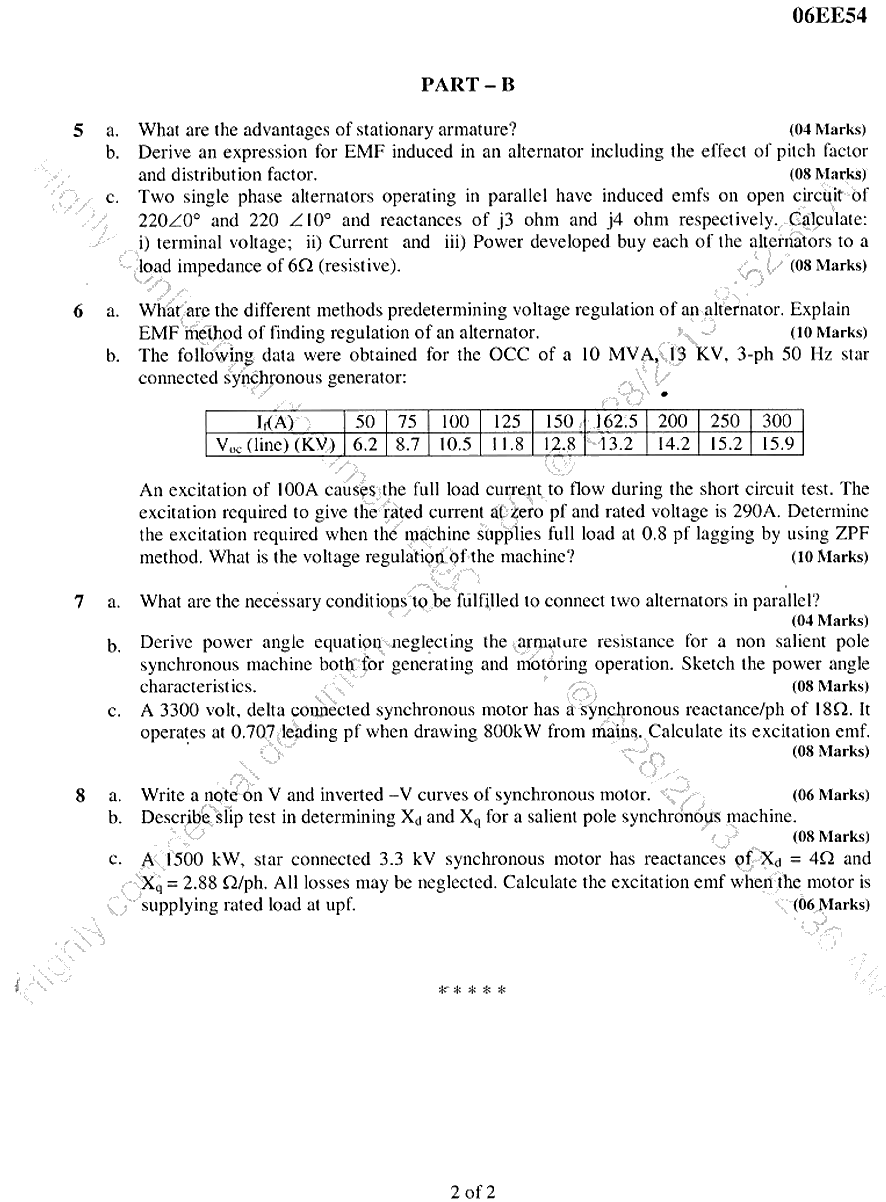 06EE54
PART – B
5 a. What are the advantages of stationary armature? (04 Marks)
b. Derive an expression for EMF induced in an alternator including the effect of pitch factor
and distribution factor. (08 Marks)
c. Two single phase alternators operating in parallel have induced emfs on open circuit of
220∠0° and 220 ∠10° and reactances of j3 ohm and j4 ohm respectively. Calculate:
i) terminal voltage; ii) Current and iii) Power developed buy each of the alternators to a
load impedance of 6Ω (resistive). (08 Marks)
6 a. What are the different methods predetermining voltage regulation of an alternator. Explain
EMF method of finding regulation of an alternator. (10 Marks)
b. The following data were obtained for the OCC of a 10 MVA, 13 KV, 3-ph 50 Hz star
connected synchronous generator:
If(A) 50 75 100 125 150 162.5 200 250 300
Voc (line) (KV) 6.2 8.7 10.5 11.8 12.8 13.2 14.2 15.2 15.9
An excitation of 100A causes the full load current to flow during the short circuit test. The
excitation required to give the rated current at zero pf and rated voltage is 290A. Determine
the excitation required when the machine supplies full load at 0.8 pf lagging by using ZPF
method. What is the voltage regulation of the machine? (10 Marks)
7 a. What are the necessary conditions to be fulfilled to connect two alternators in parallel?
(04 Marks)
b. Derive power angle equation neglecting the armature resistance for a non salient pole
synchronous machine both for generating and motoring operation. Sketch the power angle
characteristics. (08 Marks)
c. A 3300 volt, delta connected synchronous motor has a synchronous reactance/ph of 18Ω. It
operates at 0.707 leading pf when drawing 800kW from mains. Calculate its excitation emf.
(08 Marks)
8 a. Write a note on V and inverted –V curves of synchronous motor. (06 Marks)
b. Describe slip test in determining Xd and Xq for a salient pole synchronous machine.
(08 Marks)
c. A 1500 kW, star connected 3.3 kV synchronous motor has reactances of Xd = 4Ω and
Xq = 2.88 Ω/ph. All losses may be neglected. Calculate the excitation emf when the motor is
supplying rated load at upf. (06 Marks)
* * * * *
2 of 2